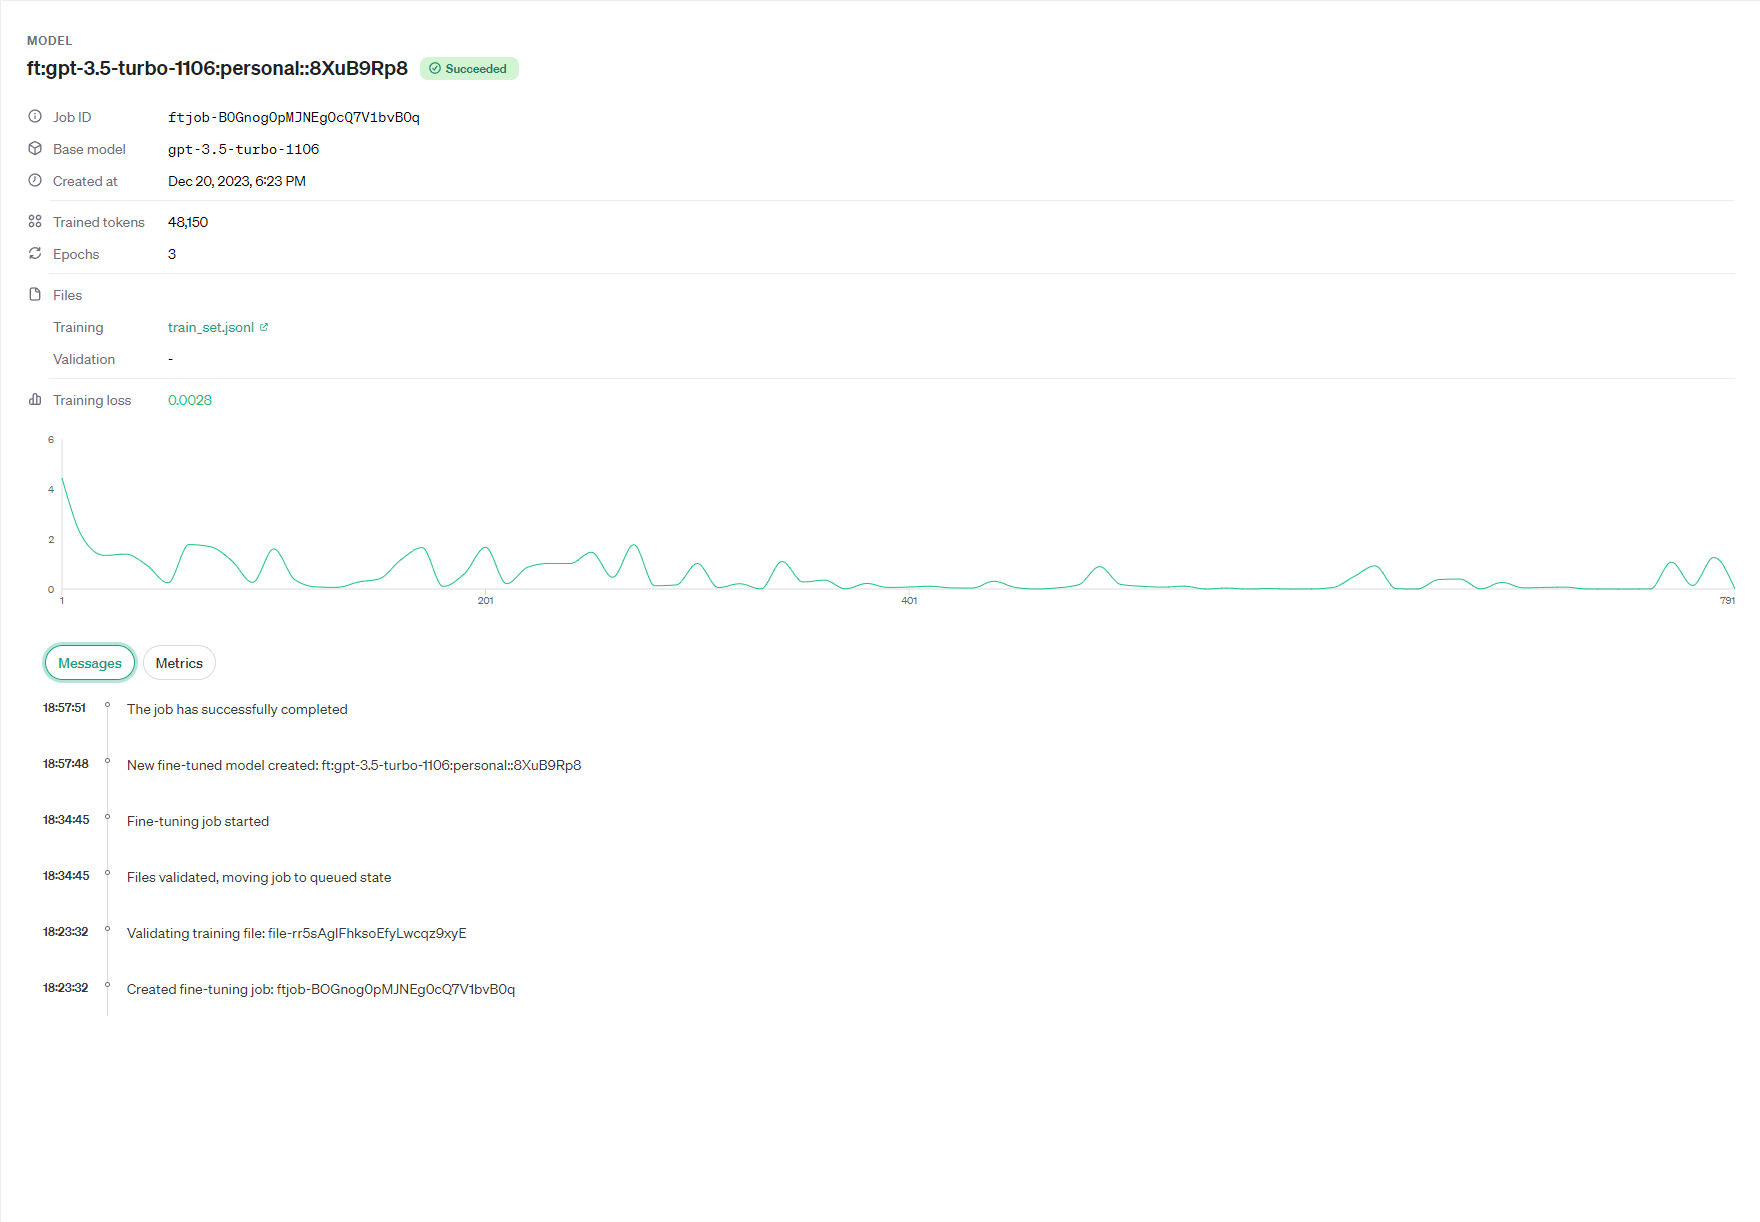 MODEL
ft:gpt-3.5-turbo-1106:personal::8XuB9Rp8 Succeeded
Job ID ftjob-BOGnogOpMJNEgOcQ7V1bvBOq
Base model gpt-3.5-turbo-1106
Created at Dec 20, 2023, 6:23 PM
Trained tokens 48,150
Epochs 3
Files
Training train_set.jsonl
Validation -
Training loss 0.0028
6
4
2
0
1 201 401 791
Messages Metrics
18:57:51 The job has successfully completed
18:57:48 New fine-tuned model created: ft:gpt-3.5-turbo-1106:personal::8XuB9Rp8
18:34:45 Fine-tuning job started
18:34:45 Files validated, moving job to queued state
18:23:32 Validating training file: file-rr5sAglFhksoEfyLwcqz9xyE
18:23:32 Created fine-tuning job: ftjob-BOGnog0pMJNEg0cQ7V1bvB0q